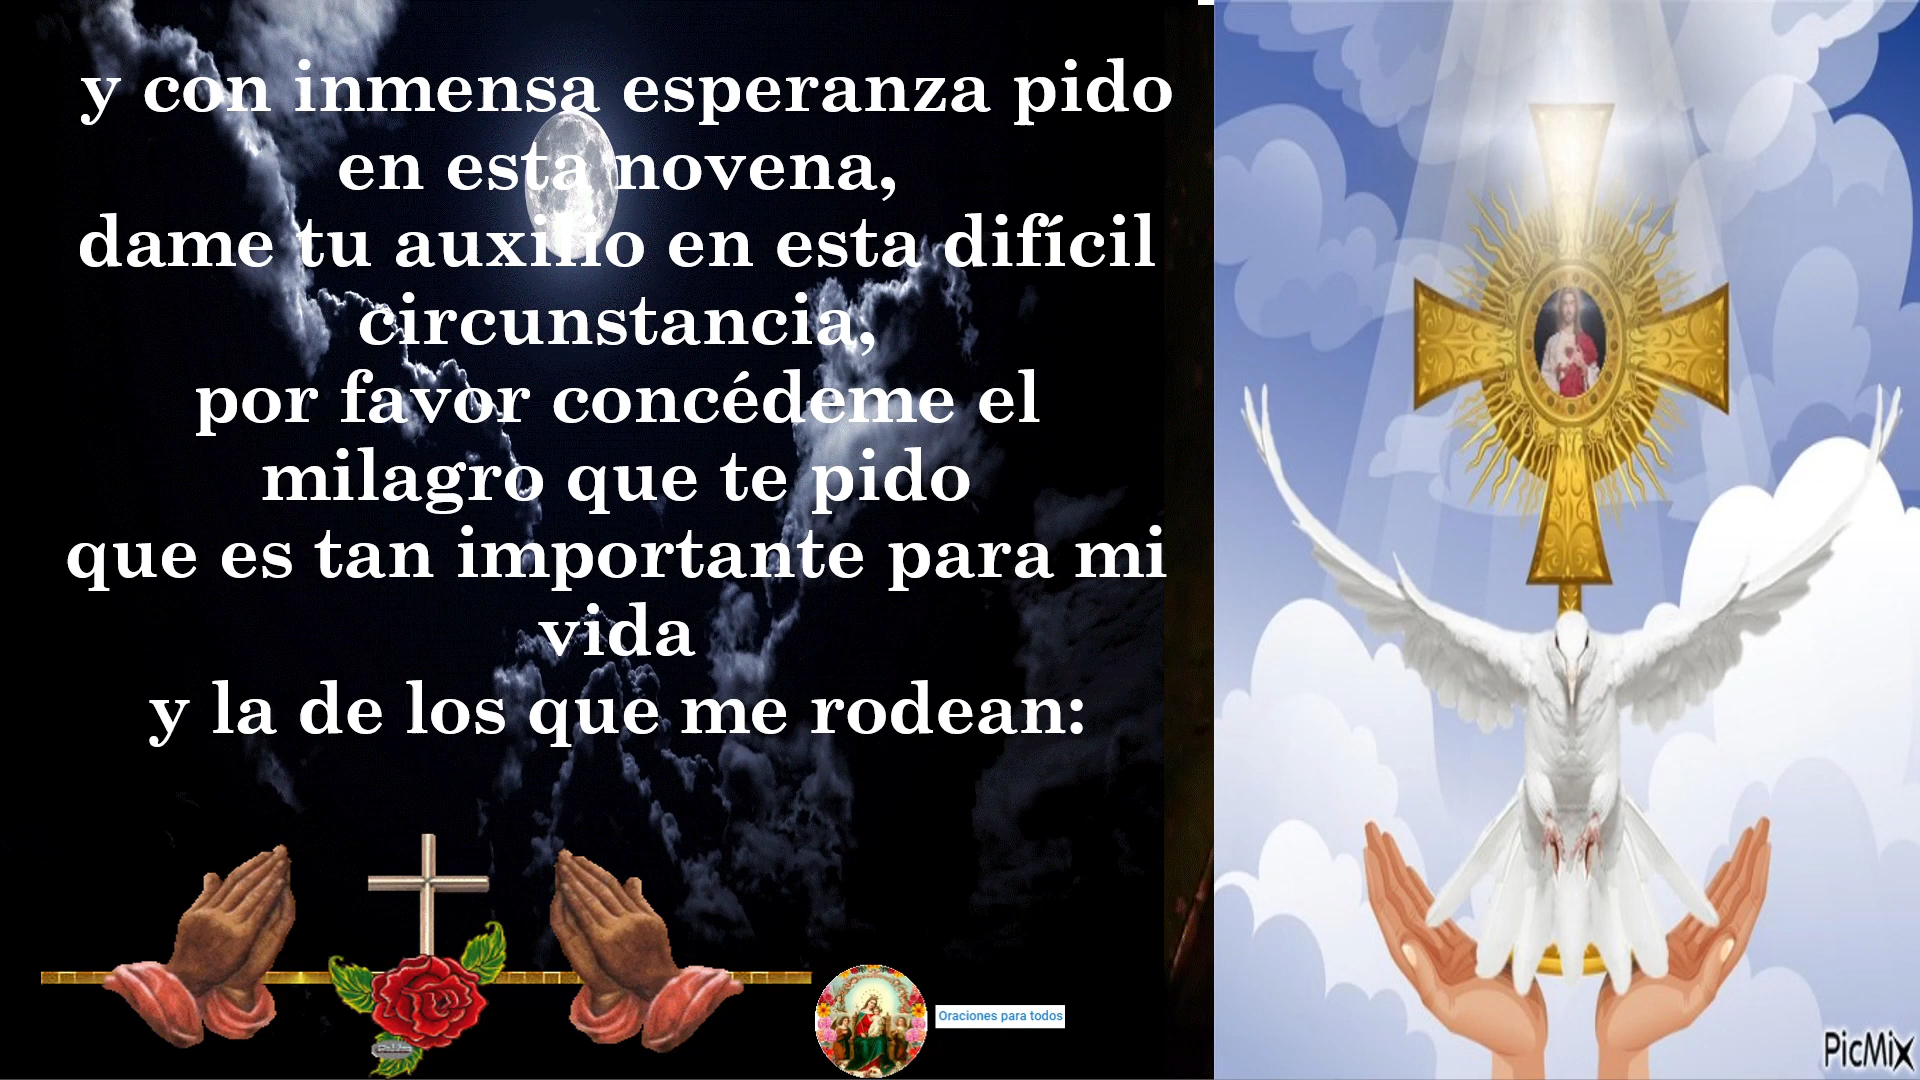 y con inmensa esperanza pido
en esta novena,
dame tu auxilio en esta difícil
circunstancia,
por favor concédeme el
milagro que te pido
que es tan importante para mi
vida
y la de los que me rodean:
Oraciones para todos
PicMix